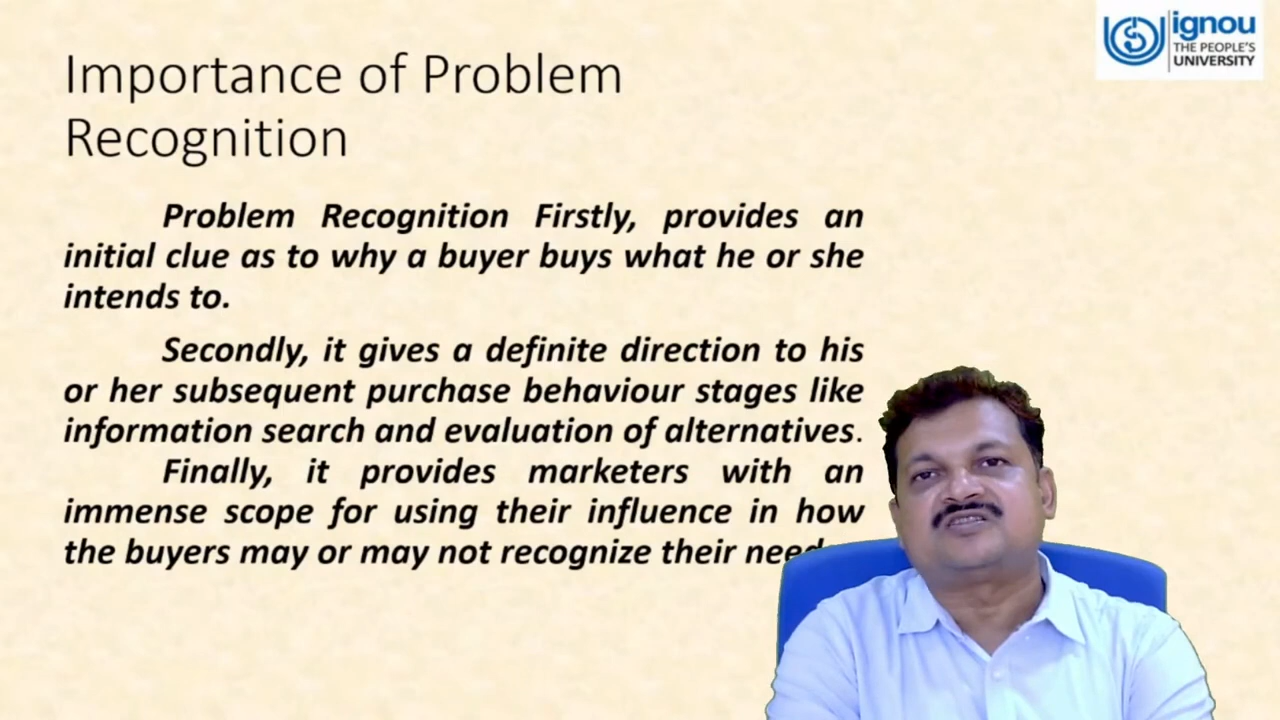 Importance of Problem
Recognition
Problem Recognition Firstly, provides an
initial clue as to why a buyer buys what he or she
intends to.
Secondly, it gives a definite direction to his
or her subsequent purchase behaviour stages like
information search and evaluation of alternatives.
Finally, it provides marketers with an
immense scope for using their influence in how
the buyers may or may not recognize their
ignou
THE PEOPLE'S
UNIVERSITY